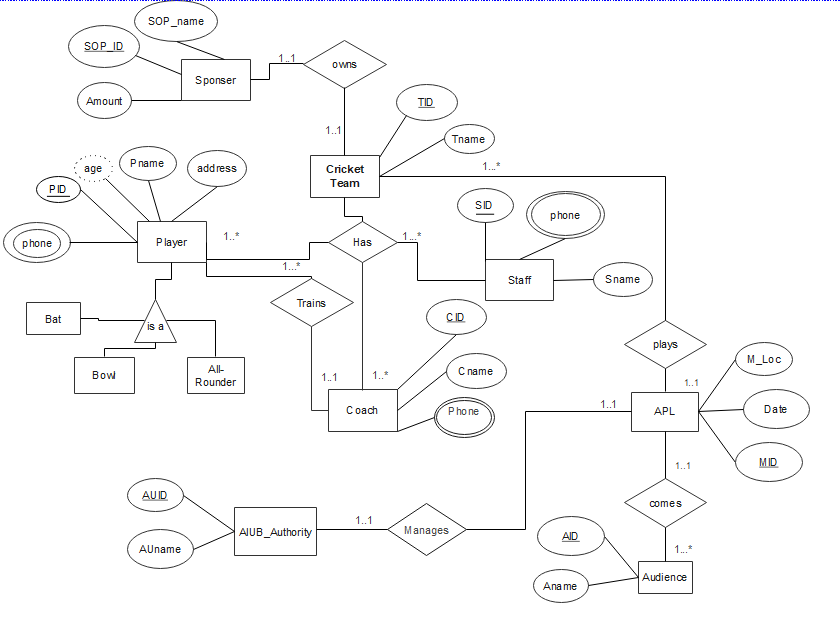 SOP_name
SOP_ID
1..1
owns
Sponser
Amount
TID
1..1
Tname
Pname
Cricket
Team
1...*
age
address
PID
SID
phone
1..*
1...*
phone
Player
Has
1...*
Staff
Sname
Trains
CID
Bat
is a
plays
M_Loc
Bowl
All-
Rounder
1..1
1..*
Cname
1..1
Coach
Phone
1..1
APL
Date
1..1
MID
AUID
comes
1..1
AIUB_Authority
Manages
AID
AUname
1...*
Audience
Aname